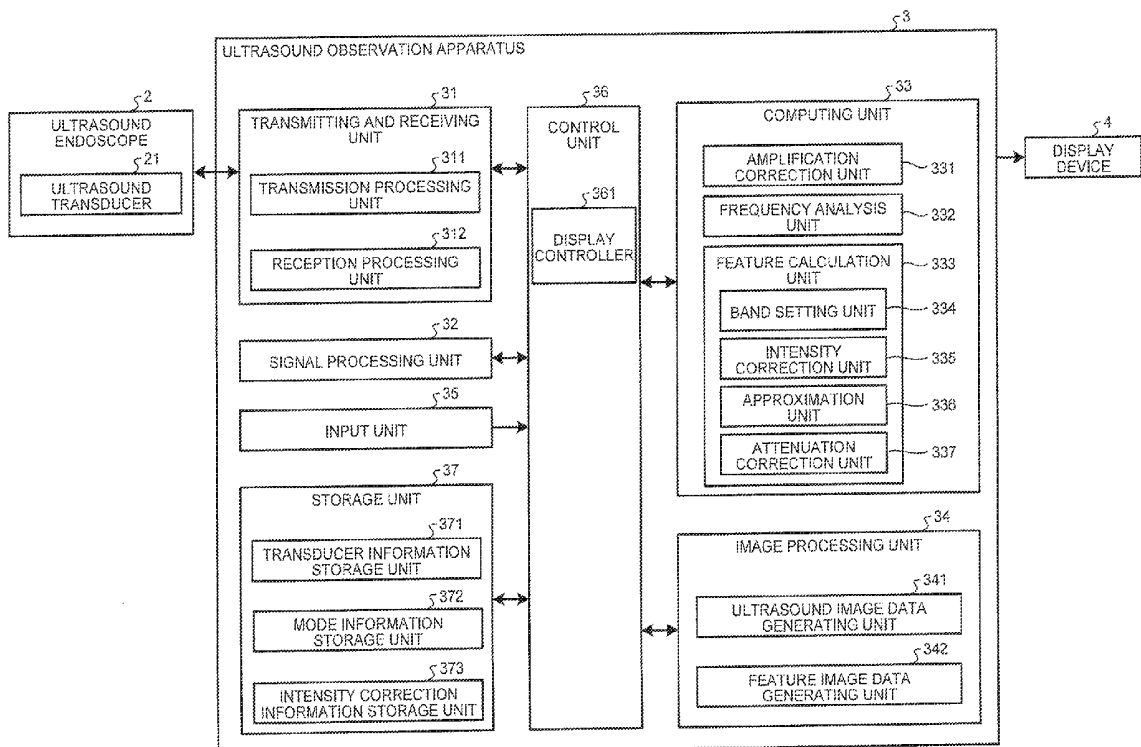 3
ULTRASOUND OBSERVATION APPARATUS
2
ULTRASOUND
ENDOSCOPE
21
ULTRASOUND
TRANSDUCER
31
TRANSMITTING AND RECEIVING
UNIT
311
TRANSMISSION PROCESSING
UNIT
312
RECEPTION PROCESSING
UNIT
32
SIGNAL PROCESSING UNIT
35
INPUT UNIT
37
STORAGE UNIT
371
TRANSDUCER INFORMATION
STORAGE UNIT
372
MODE INFORMATION
STORAGE UNIT
373
INTENSITY CORRECTION
INFORMATION STORAGE UNIT
36
CONTROL
UNIT
361
DISPLAY
CONTROLLER
33
COMPUTING UNIT
AMPLIFICATION
CORRECTION UNIT
331
FREQUENCY ANALYSIS
UNIT
332
FEATURE CALCULATION
UNIT
333
BAND SETTING UNIT
334
INTENSITY
CORRECTION UNIT
335
APPROXIMATION
UNIT
336
ATTENUATION
CORRECTION UNIT
337
34
IMAGE PROCESSING UNIT
341
ULTRASOUND IMAGE DATA
GENERATING UNIT
342
FEATURE IMAGE DATA
GENERATING UNIT
4
DISPLAY
DEVICE